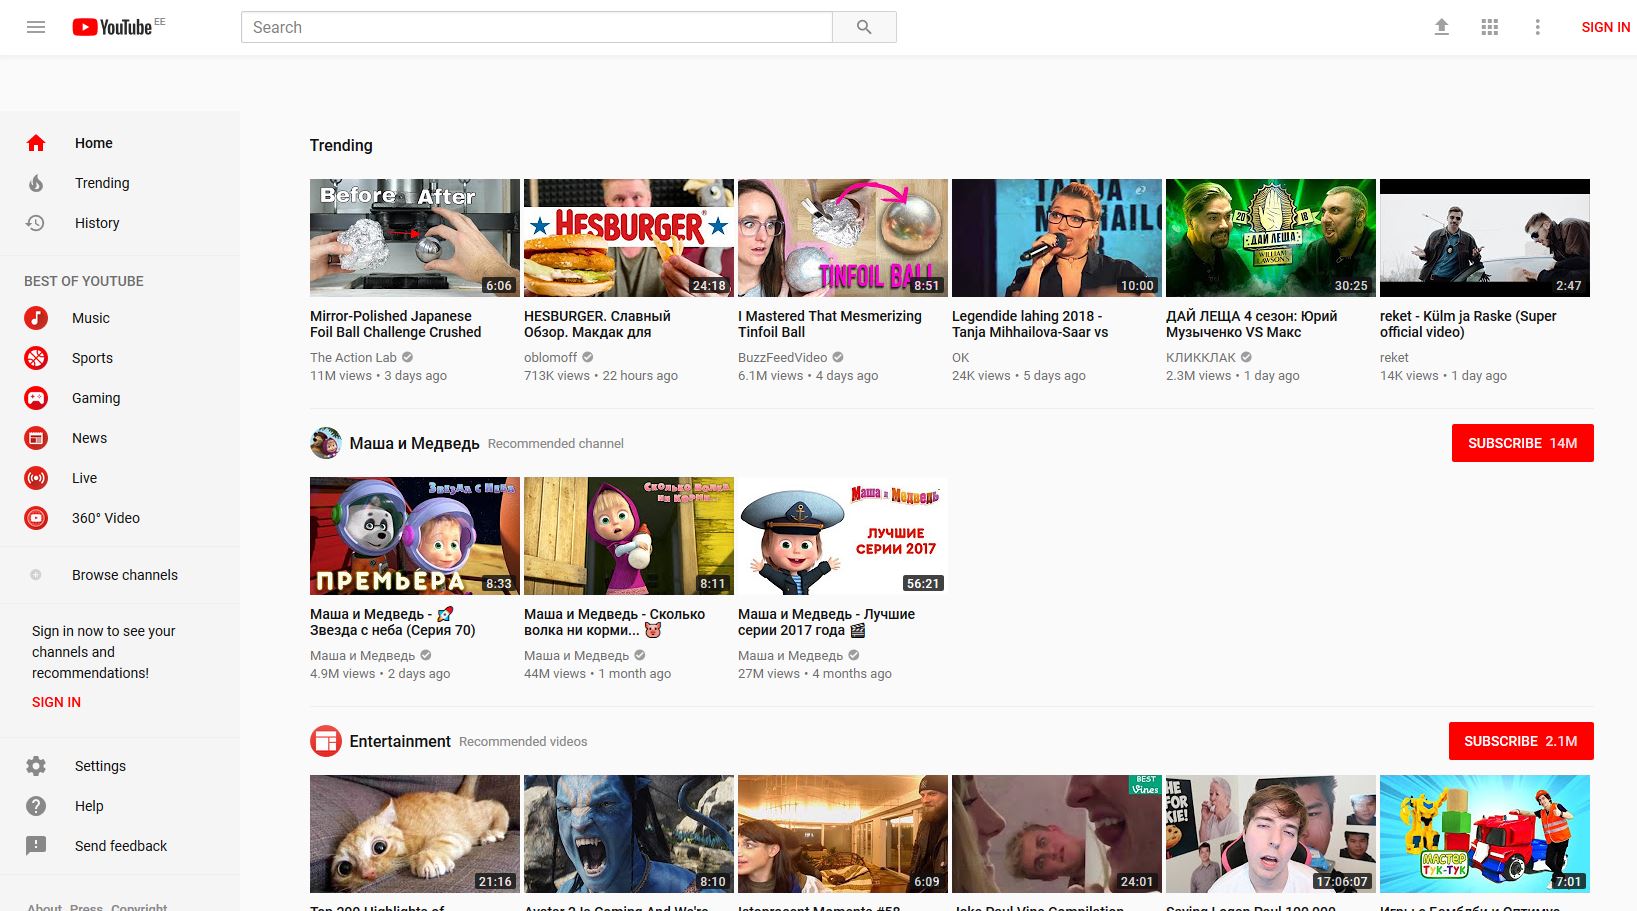 YouTube EE
Search
SIGN IN
Home
Trending
History
BEST OF YOUTUBE
Music
Sports
Gaming
News
Live
360° Video
Browse channels
Sign in now to see your
channels and
recommendations!
SIGN IN
Settings
Help
Send feedback
About Press Copyright
Trending
Before After
6:06
Mirror-Polished Japanese
Foil Ball Challenge Crushed
The Action Lab
11M views • 3 days ago
HESBURGER
24:18
HESBURGER. Славный
Обзор. Макдак для
oblomoff
713K views • 22 hours ago
TINFOIL BALL
8:51
I Mastered That Mesmerizing
Tinfoil Ball
BuzzFeedVideo
6.1M views • 4 days ago
10:00
Legendide lahing 2018 -
Tanja Mihhailova-Saar vs
OK
24K views • 5 days ago
20 18
ДАЙ ЛЕЩА
WILLIAM
LAWSON'S
30:25
ДАЙ ЛЕЩА 4 сезон: Юрий
Музыченко VS Макс
КЛИККЛАК
2.3M views • 1 day ago
2:47
reket - Külm ja Raske (Super
official video)
reket
14K views • 1 day ago
Маша и Медведь Recommended channel
SUBSCRIBE 14M
Звезда с Неба
ПРЕМЬЕРА
8:33
Маша и Медведь - 🚀
Звезда с неба (Серия 70)
Маша и Медведь
4.9M views • 2 days ago
Сколько Волка
ни Корми...
8:11
Маша и Медведь - Сколько
волка ни корми... 🐷
Маша и Медведь
44M views • 1 month ago
Маша и Медведь
ЛУЧШИЕ
СЕРИИ 2017
56:21
Маша и Медведь - Лучшие
серии 2017 года 🎬
Маша и Медведь
27M views • 4 months ago
Entertainment Recommended videos
SUBSCRIBE 2.1M
21:16
Top 200 Highlights of
8:10
Avatar 2 Is Coming And We're
6:09
Istoprocent Moments #58
BEST
Vines
24:01
Jake Paul Vine Compilation
17:06:07
Saying Logan Paul 100,000
МАСТЕР
ТУК-ТУК
7:01
Игры с Бамблби и Оптимус